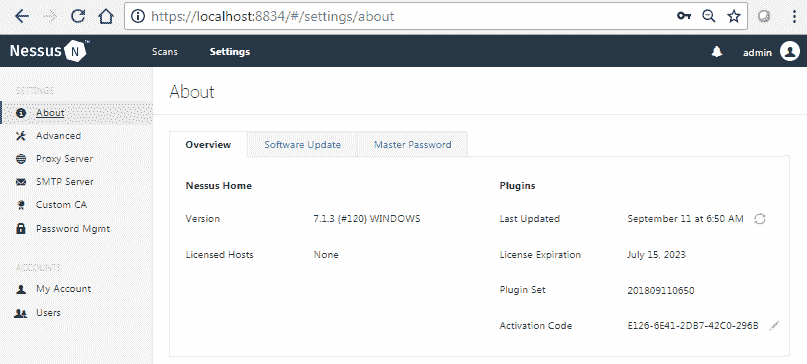 https://localhost:8834/#/settings/about
Nessus N ™
Scans
Settings
admin
SETTINGS
About
Advanced
Proxy Server
SMTP Server
Custom CA
Password Mgmt
ACCOUNTS
My Account
Users
About
Overview
Software Update
Master Password
Nessus Home
Version 7.1.3 (#120) WINDOWS
Licensed Hosts None
Plugins
Last Updated September 11 at 6:50 AM
License Expiration July 15, 2023
Plugin Set 201809110650
Activation Code E126-6E41-2DB7-42C0-296B